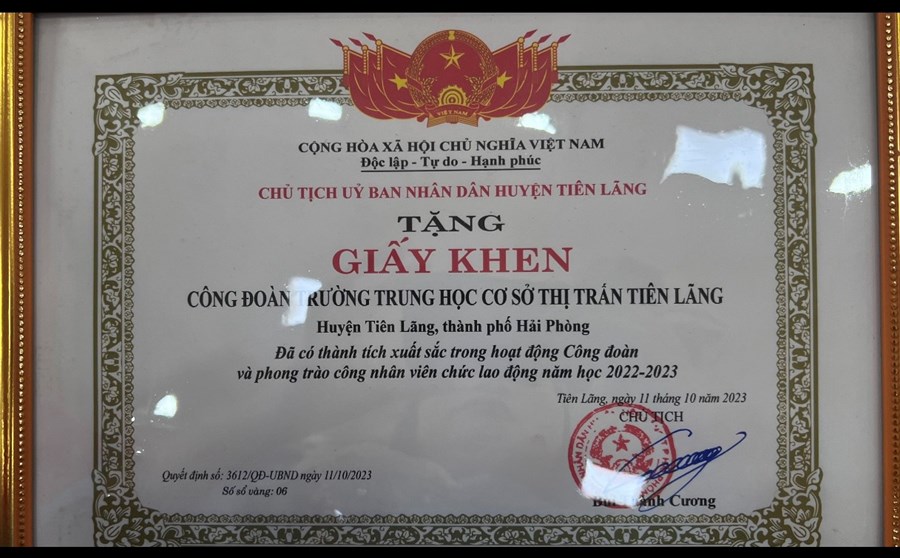 VIỆT NAM
CỘNG HÒA XÃ HỘI CHỦ NGHĨA VIỆT NAM
Độc lập - Tự do - Hạnh phúc
CHỦ TỊCH UỶ BAN NHÂN DÂN HUYỆN TIÊN LÃNG
TẶNG
GIẤY KHEN
CÔNG ĐOÀN TRƯỜNG TRUNG HỌC CƠ SỞ THỊ TRẤN TIÊN LÃNG
Huyện Tiên Lãng, thành phố Hải Phòng
Đã có thành tích xuất sắc trong hoạt động Công đoàn
và phong trào công nhân viên chức lao động năm học 2022-2023
Tiên Lãng, ngày 11 tháng 10 năm 2023
CHỦ TỊCH
Quyết định số: 3612/QĐ-UBND ngày 11/10/2023
Số sổ vàng: 06
Cương